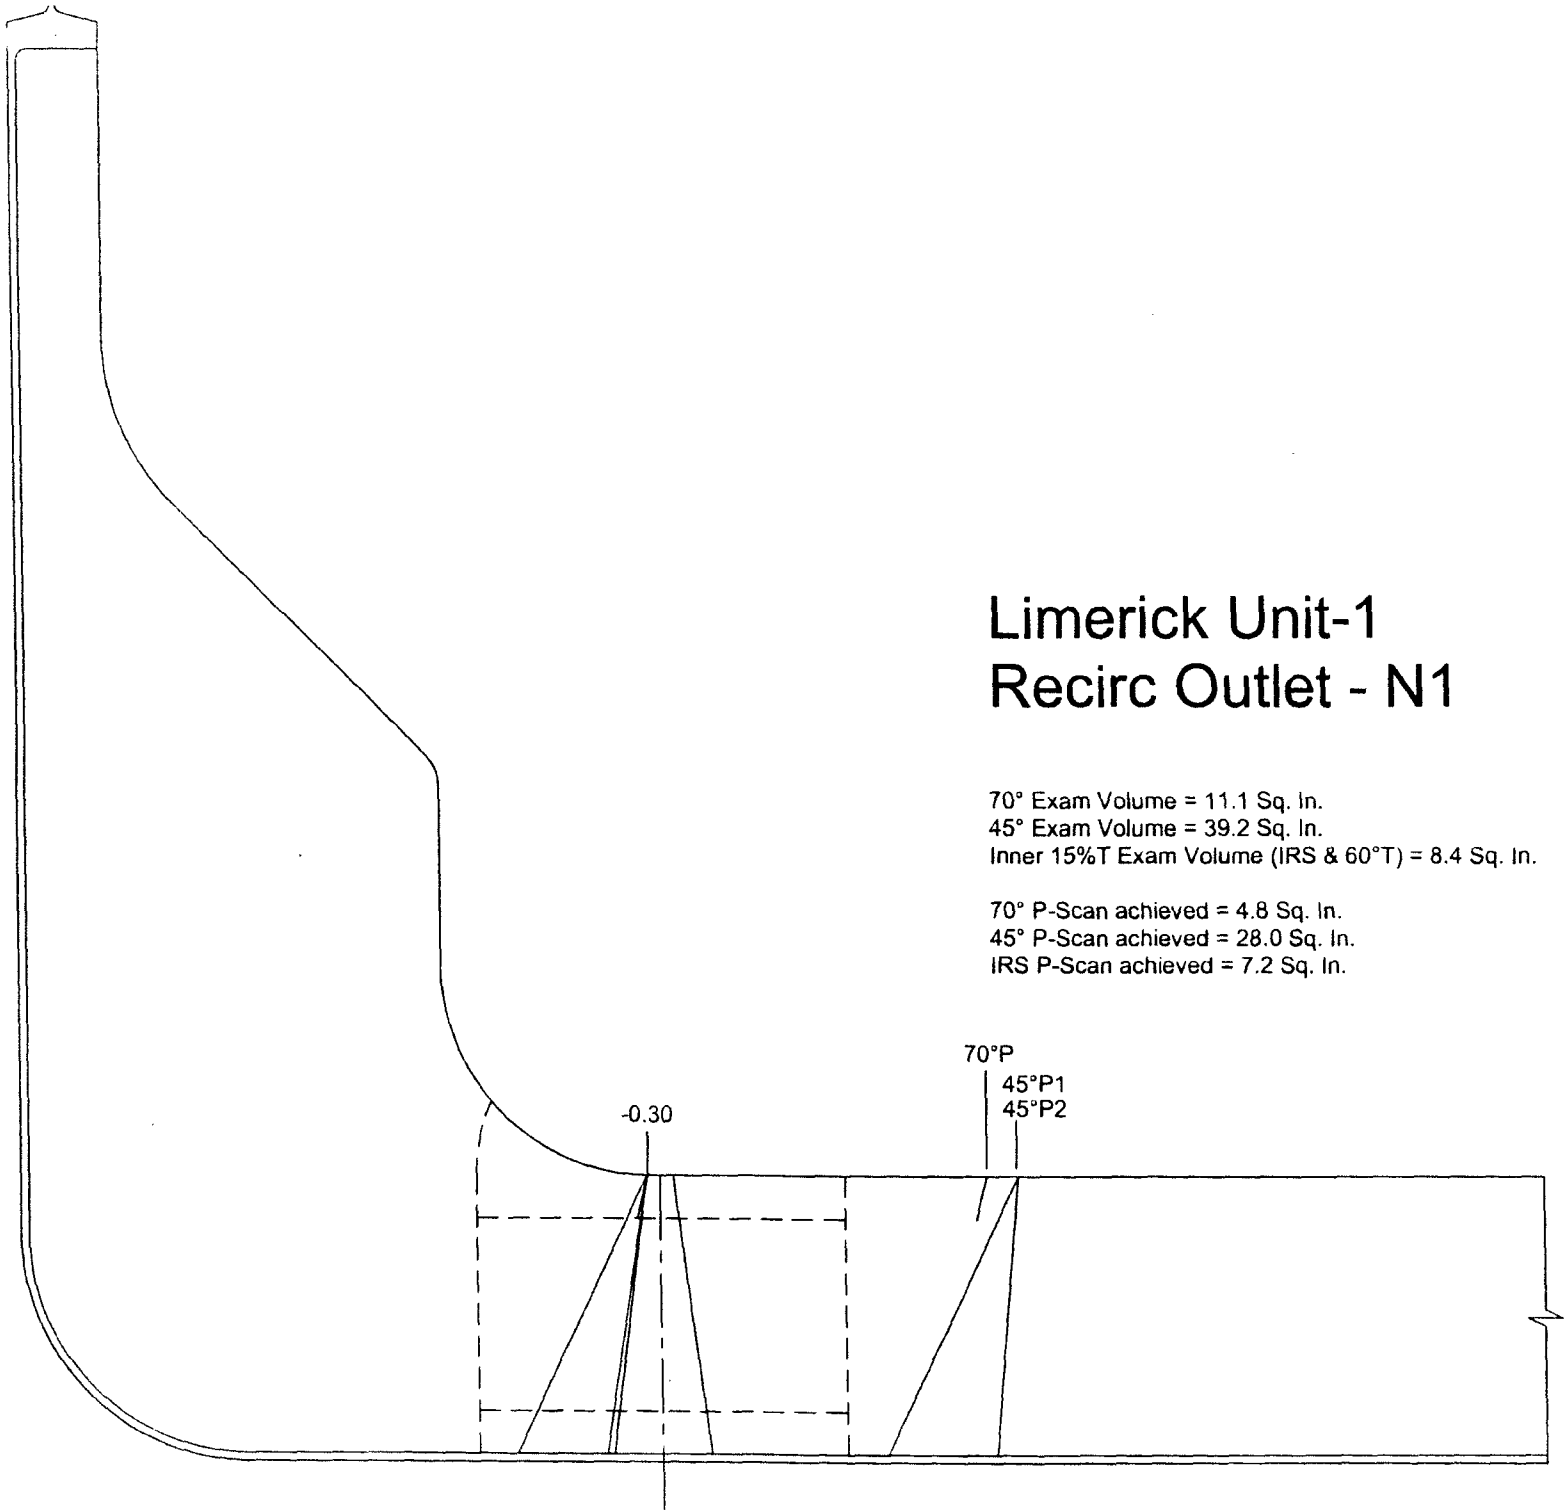 Limerick Unit-1
Recirc Outlet - N1
70° Exam Volume = 11.1 Sq. In.
45° Exam Volume = 39.2 Sq. In.
Inner 15%T Exam Volume (IRS & 60°T) = 8.4 Sq. In.
70° P-Scan achieved = 4.8 Sq. In.
45° P-Scan achieved = 28.0 Sq. In.
IRS P-Scan achieved = 7.2 Sq. In.
70°P
45°P1
45°P2
-0.30